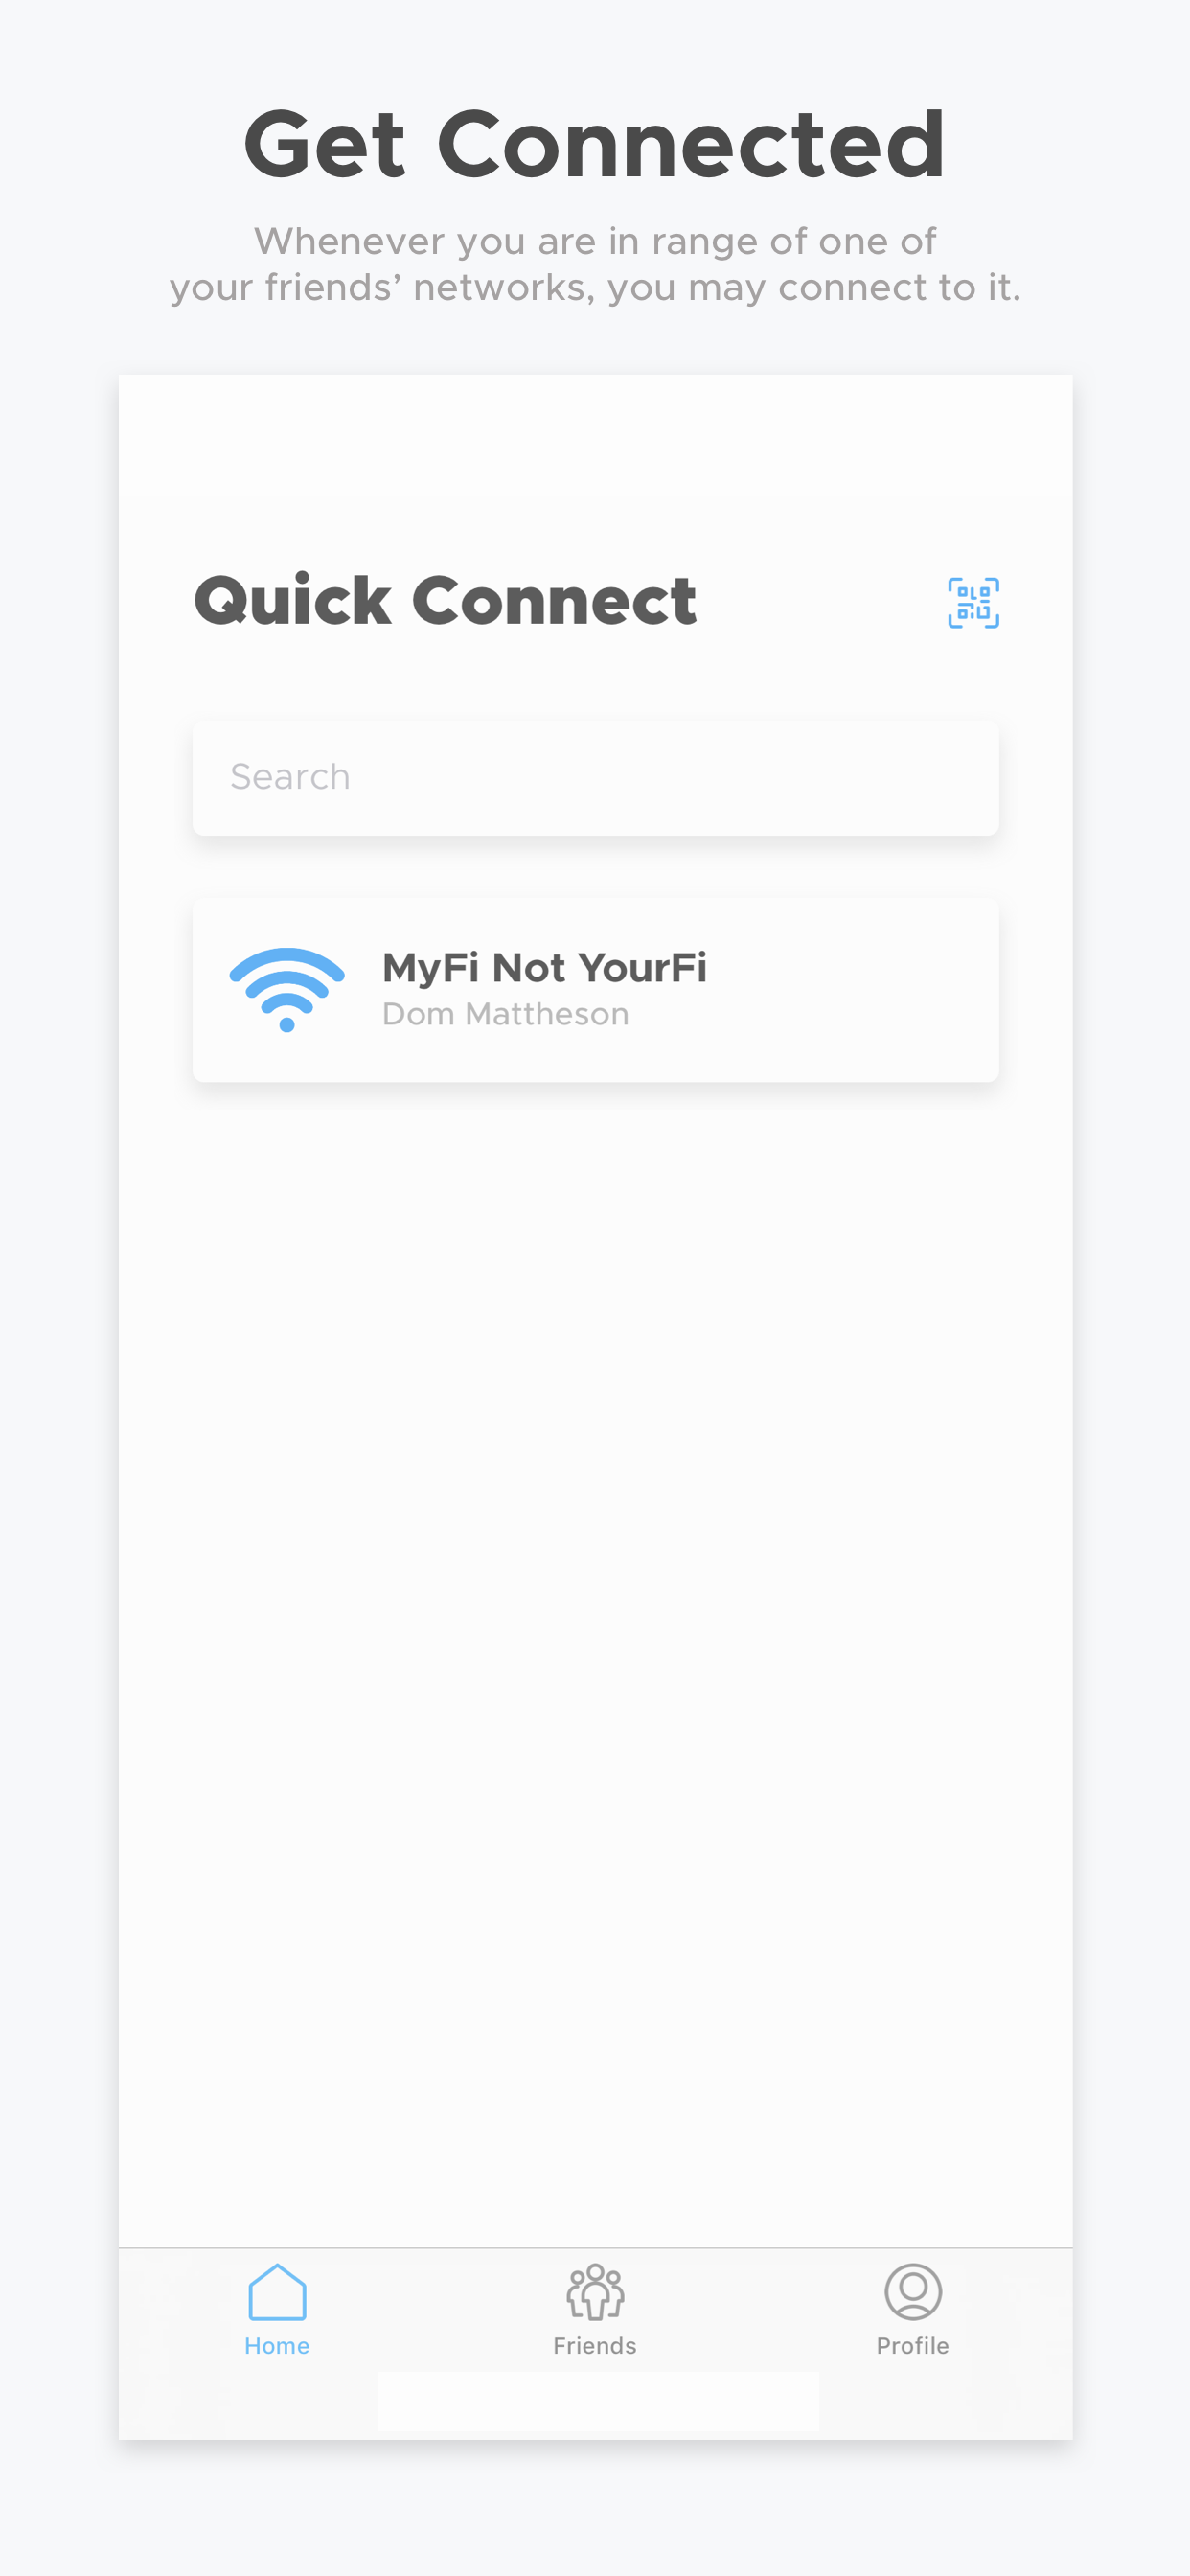 Get Connected
Whenever you are in range of one of
your friends’ networks, you may connect to it.
Quick Connect
Search
MyFi Not YourFi
Dom Mattheson
Home
Friends
Profile